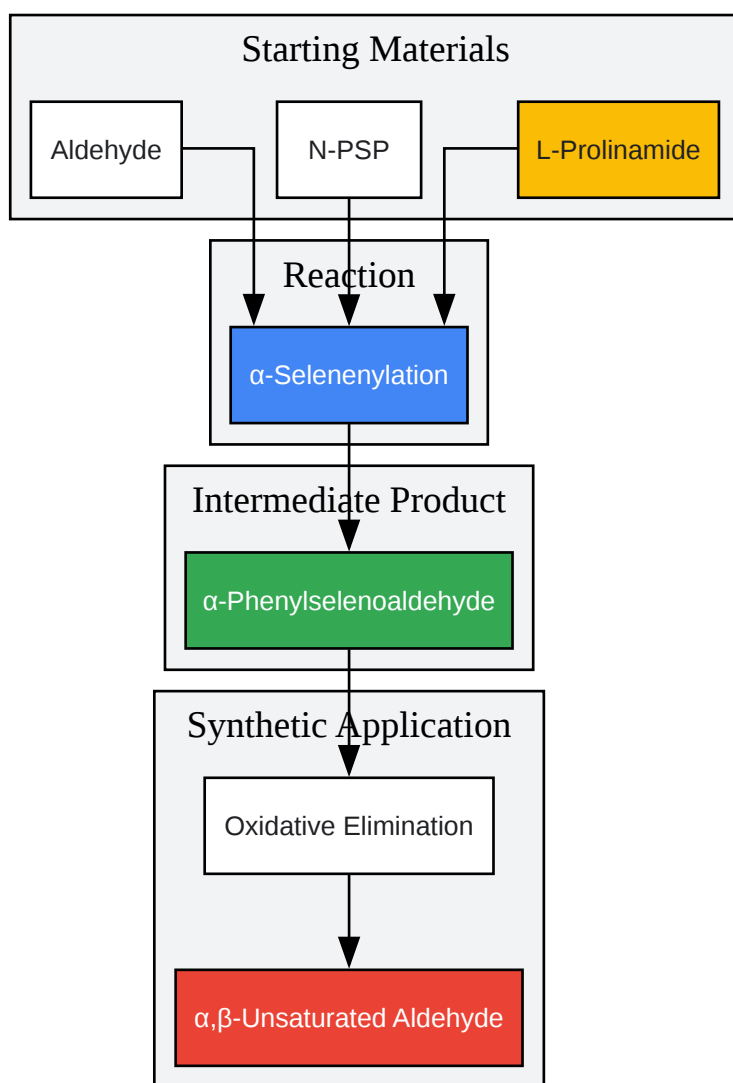 Starting Materials
Aldehyde
N-PSP
L-Prolinamide
Reaction
α-Selenenylation
Intermediate Product
α-Phenylselenoaldehyde
Synthetic Application
Oxidative Elimination
α,β-Unsaturated Aldehyde